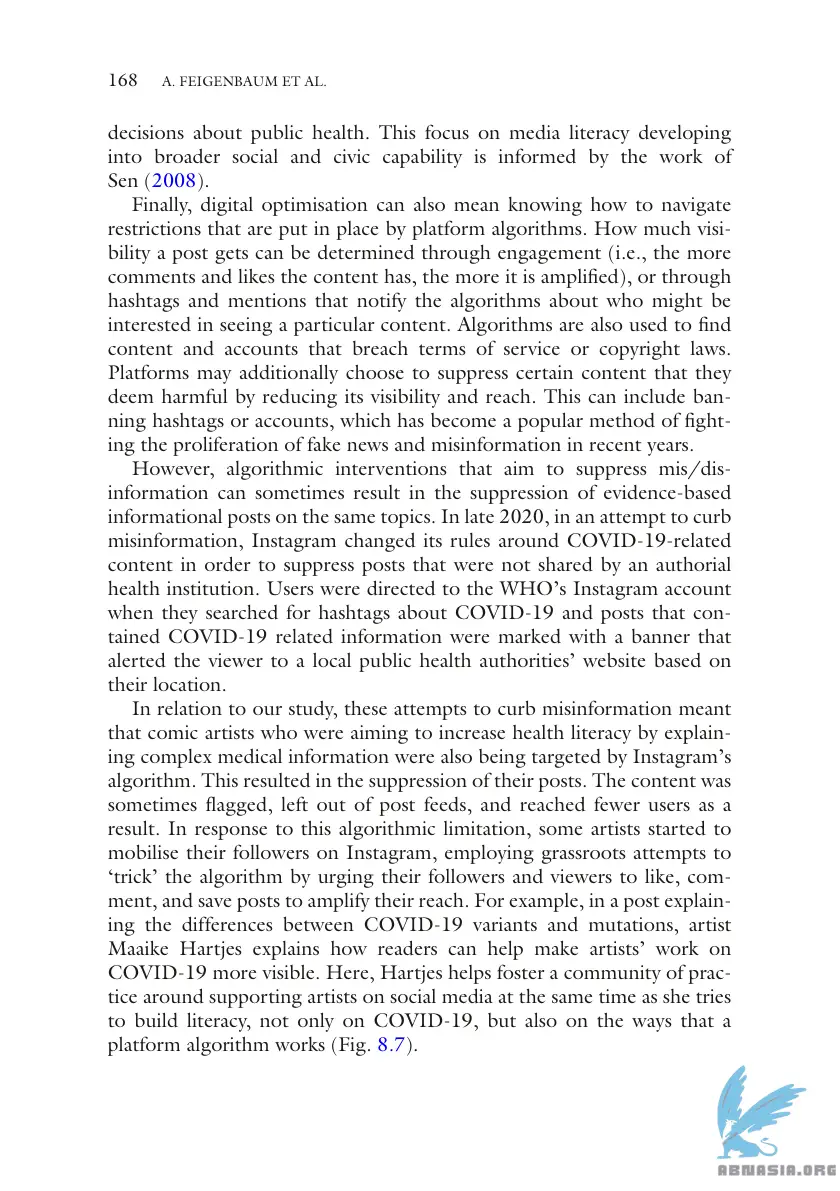 168 A. FEIGENBAUM ET AL.
decisions about public health. This focus on media literacy developing
into broader social and civic capability is informed by the work of
Sen (2008).
Finally, digital optimisation can also mean knowing how to navigate
restrictions that are put in place by platform algorithms. How much visi-
bility a post gets can be determined through engagement (i.e., the more
comments and likes the content has, the more it is amplified), or through
hashtags and mentions that notify the algorithms about who might be
interested in seeing a particular content. Algorithms are also used to find
content and accounts that breach terms of service or copyright laws.
Platforms may additionally choose to suppress certain content that they
deem harmful by reducing its visibility and reach. This can include ban-
ning hashtags or accounts, which has become a popular method of fight-
ing the proliferation of fake news and misinformation in recent years.
However, algorithmic interventions that aim to suppress mis/dis-
information can sometimes result in the suppression of evidence-based
informational posts on the same topics. In late 2020, in an attempt to curb
misinformation, Instagram changed its rules around COVID-19-related
content in order to suppress posts that were not shared by an authorial
health institution. Users were directed to the WHO’s Instagram account
when they searched for hashtags about COVID-19 and posts that con-
tained COVID-19 related information were marked with a banner that
alerted the viewer to a local public health authorities’ website based on
their location.
In relation to our study, these attempts to curb misinformation meant
that comic artists who were aiming to increase health literacy by explain-
ing complex medical information were also being targeted by Instagram’s
algorithm. This resulted in the suppression of their posts. The content was
sometimes flagged, left out of post feeds, and reached fewer users as a
result. In response to this algorithmic limitation, some artists started to
mobilise their followers on Instagram, employing grassroots attempts to
‘trick’ the algorithm by urging their followers and viewers to like, com-
ment, and save posts to amplify their reach. For example, in a post explain-
ing the differences between COVID-19 variants and mutations, artist
Maaike Hartjes explains how readers can help make artists’ work on
COVID-19 more visible. Here, Hartjes helps foster a community of prac-
tice around supporting artists on social media at the same time as she tries
to build literacy, not only on COVID-19, but also on the ways that a
platform algorithm works (Fig. 8.7).
ABNASIA.ORG